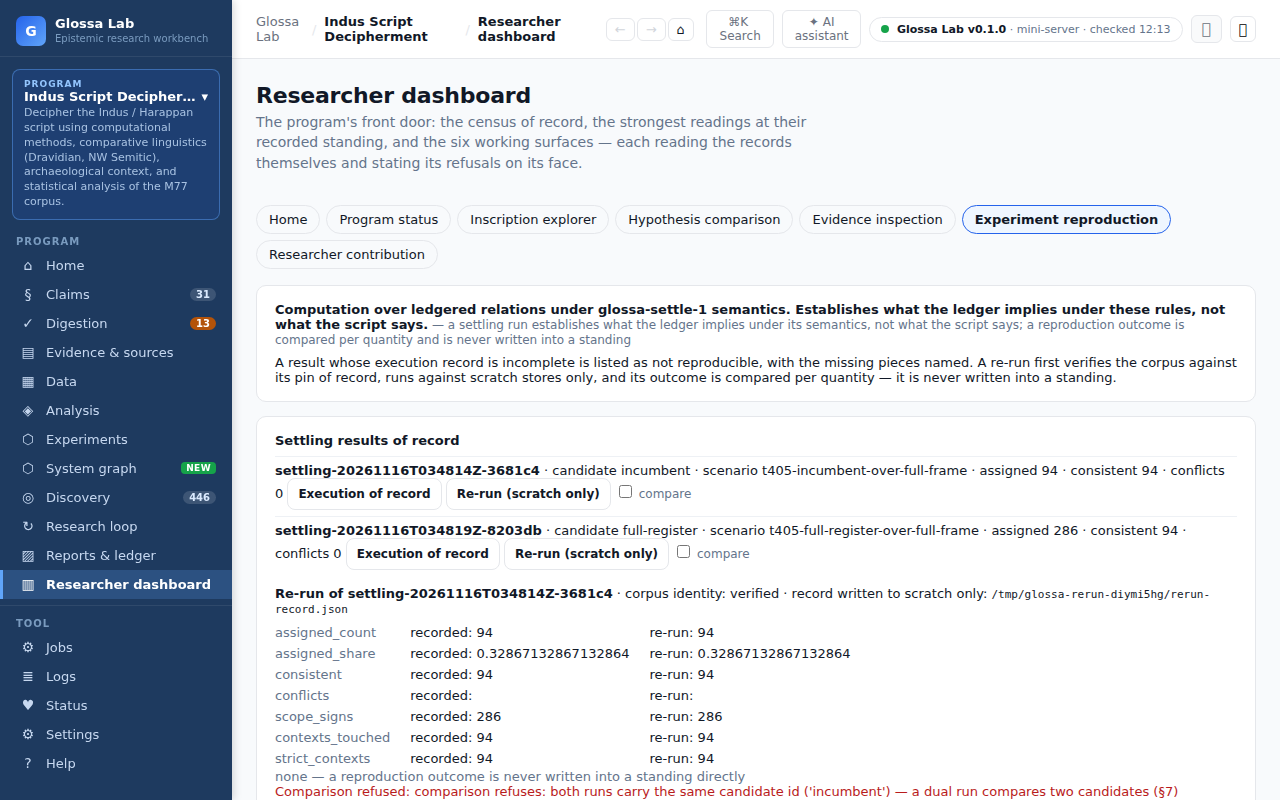 G
Glossa Lab
Epistemic research workbench
PROGRAM
Indus Script Decipher… ▾
Decipher the Indus / Harappan
script using computational
methods, comparative linguistics
(Dravidian, NW Semitic),
archaeological context, and
statistical analysis of the M77
corpus.
PROGRAM
⌂ Home
§ Claims 31
✓ Digestion 13
▤ Evidence & sources
▦ Data
◈ Analysis
⬡ Experiments
⬡ System graph NEW
◎ Discovery 446
↻ Research loop
▨ Reports & ledger
▥ Researcher dashboard
TOOL
⚙ Jobs
≣ Logs
♥ Status
⚙ Settings
? Help
Glossa Lab / Indus Script Decipherment / Researcher dashboard
← → ⌂
⌘K Search
✦ AI assistant
Glossa Lab v0.1.0 · mini-server · checked 12:13
Researcher dashboard
The program's front door: the census of record, the strongest readings at their
recorded standing, and the six working surfaces — each reading the records
themselves and stating its refusals on its face.
Home Program status Inscription explorer Hypothesis comparison Evidence inspection Experiment reproduction
Researcher contribution
Computation over ledgered relations under glossa-settle-1 semantics. Establishes what the ledger implies under these rules, not
what the script says. — a settling run establishes what the ledger implies under its semantics, not what the script says; a reproduction outcome is
compared per quantity and is never written into a standing
A result whose execution record is incomplete is listed as not reproducible, with the missing pieces named. A re-run first verifies the corpus against
its pin of record, runs against scratch stores only, and its outcome is compared per quantity — it is never written into a standing.
Settling results of record
settling-20261116T034814Z-3681c4 · candidate incumbent · scenario t405-incumbent-over-full-frame · assigned 94 · consistent 94 · conflicts
0 Execution of record Re-run (scratch only) compare
settling-20261116T034819Z-8203db · candidate full-register · scenario t405-full-register-over-full-frame · assigned 286 · consistent 94 ·
conflicts 0 Execution of record Re-run (scratch only) compare
Re-run of settling-20261116T034814Z-3681c4 · corpus identity: verified · record written to scratch only: /tmp/glossa-rerun-diymi5hg/rerun-
record.json
assigned_count recorded: 94 re-run: 94
assigned_share recorded: 0.32867132867132864 re-run: 0.32867132867132864
consistent recorded: 94 re-run: 94
conflicts recorded: re-run:
scope_signs recorded: 286 re-run: 286
contexts_touched recorded: 94 re-run: 94
strict_contexts recorded: 94 re-run: 94
none — a reproduction outcome is never written into a standing directly
Comparison refused: comparison refuses: both runs carry the same candidate id ('incumbent') — a dual run compares two candidates (§7)